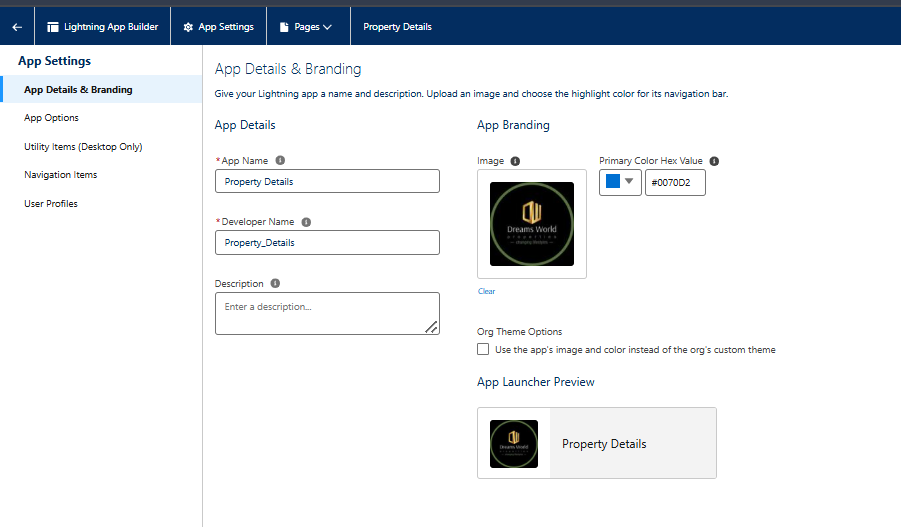 Lightning App Builder
App Settings
Pages
Property Details
App Settings
App Details & Branding
App Options
Utility Items (Desktop Only)
Navigation Items
User Profiles
App Details & Branding
Give your Lightning app a name and description. Upload an image and choose the highlight color for its navigation bar.
App Details
*App Name
Property Details
*Developer Name
Property_Details
Description
Enter a description...
App Branding
Image
Dreams World
properties
Clear
Primary Color Hex Value
#0070D2
Org Theme Options
Use the app's image and color instead of the org's custom theme
App Launcher Preview
Dreams World
Property Details